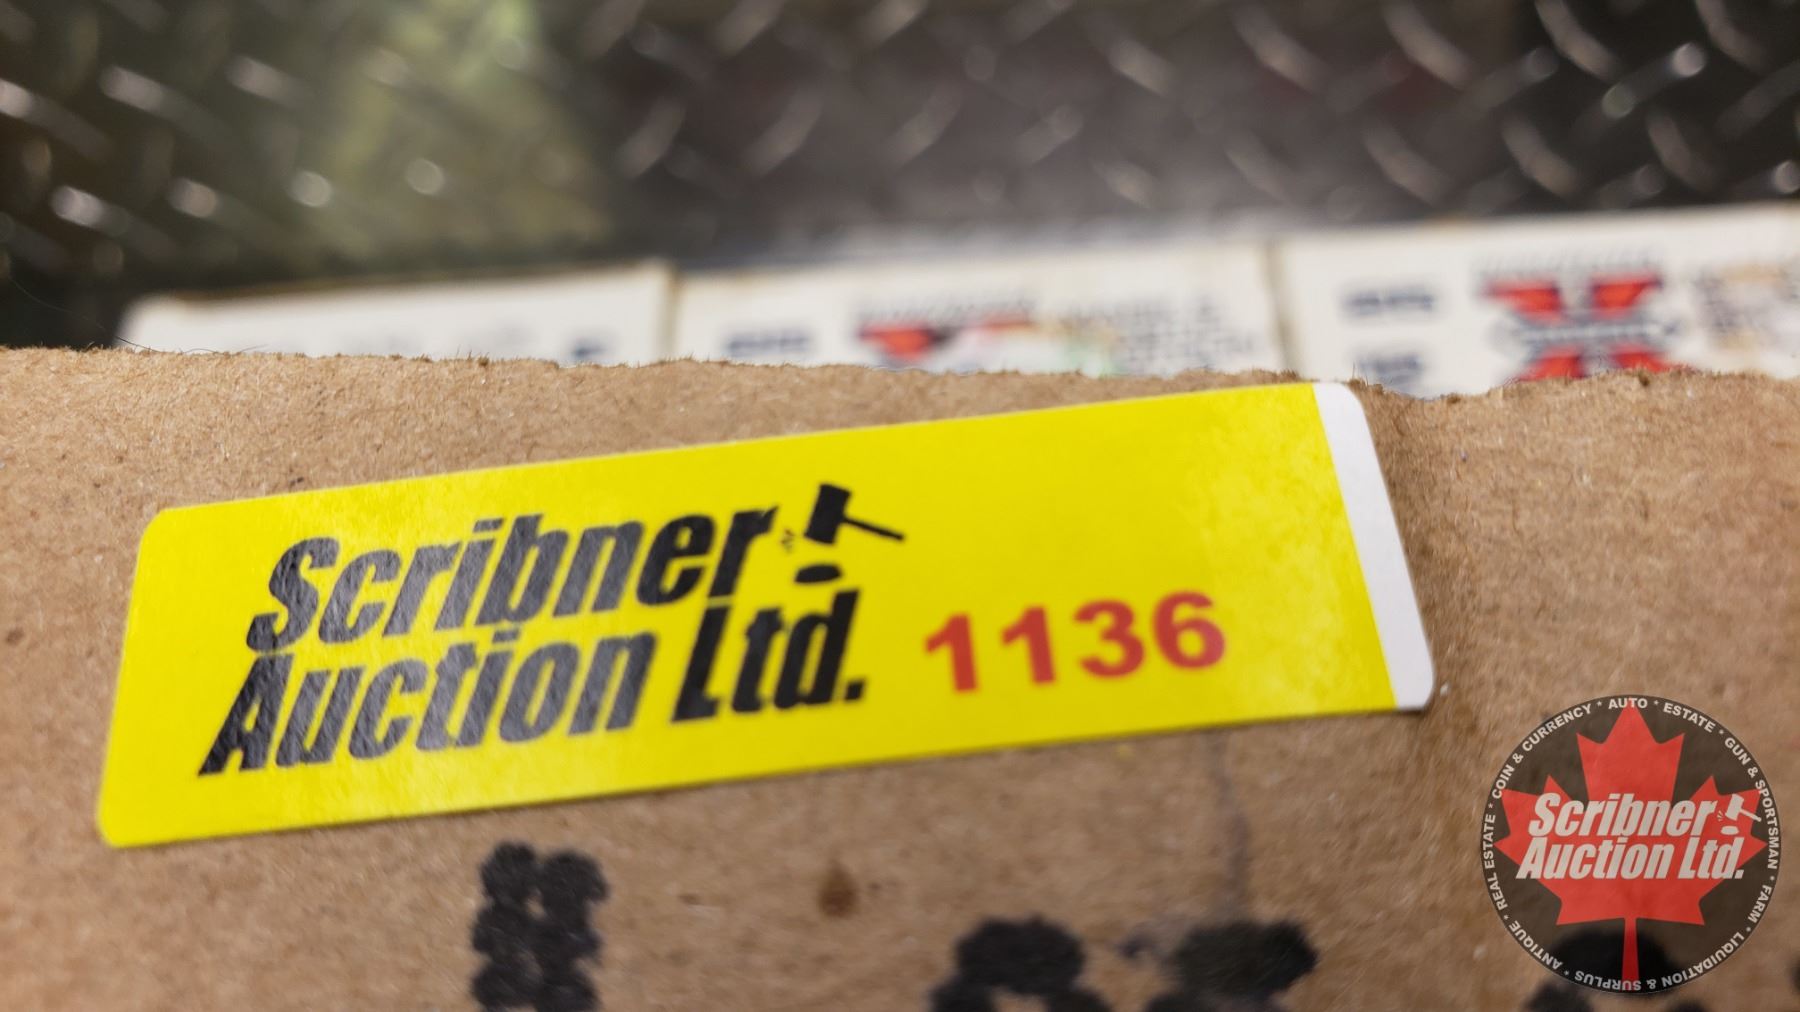 Scribner
Auction Ltd. 1136
REAL ESTATE * COIN & CURRENCY * AUTO * ESTATE * GUN & SPORTSMAN * FARM * LIQUIDATION & SURPLUS * ANTIQUE *
Scribner
Auction Ltd.